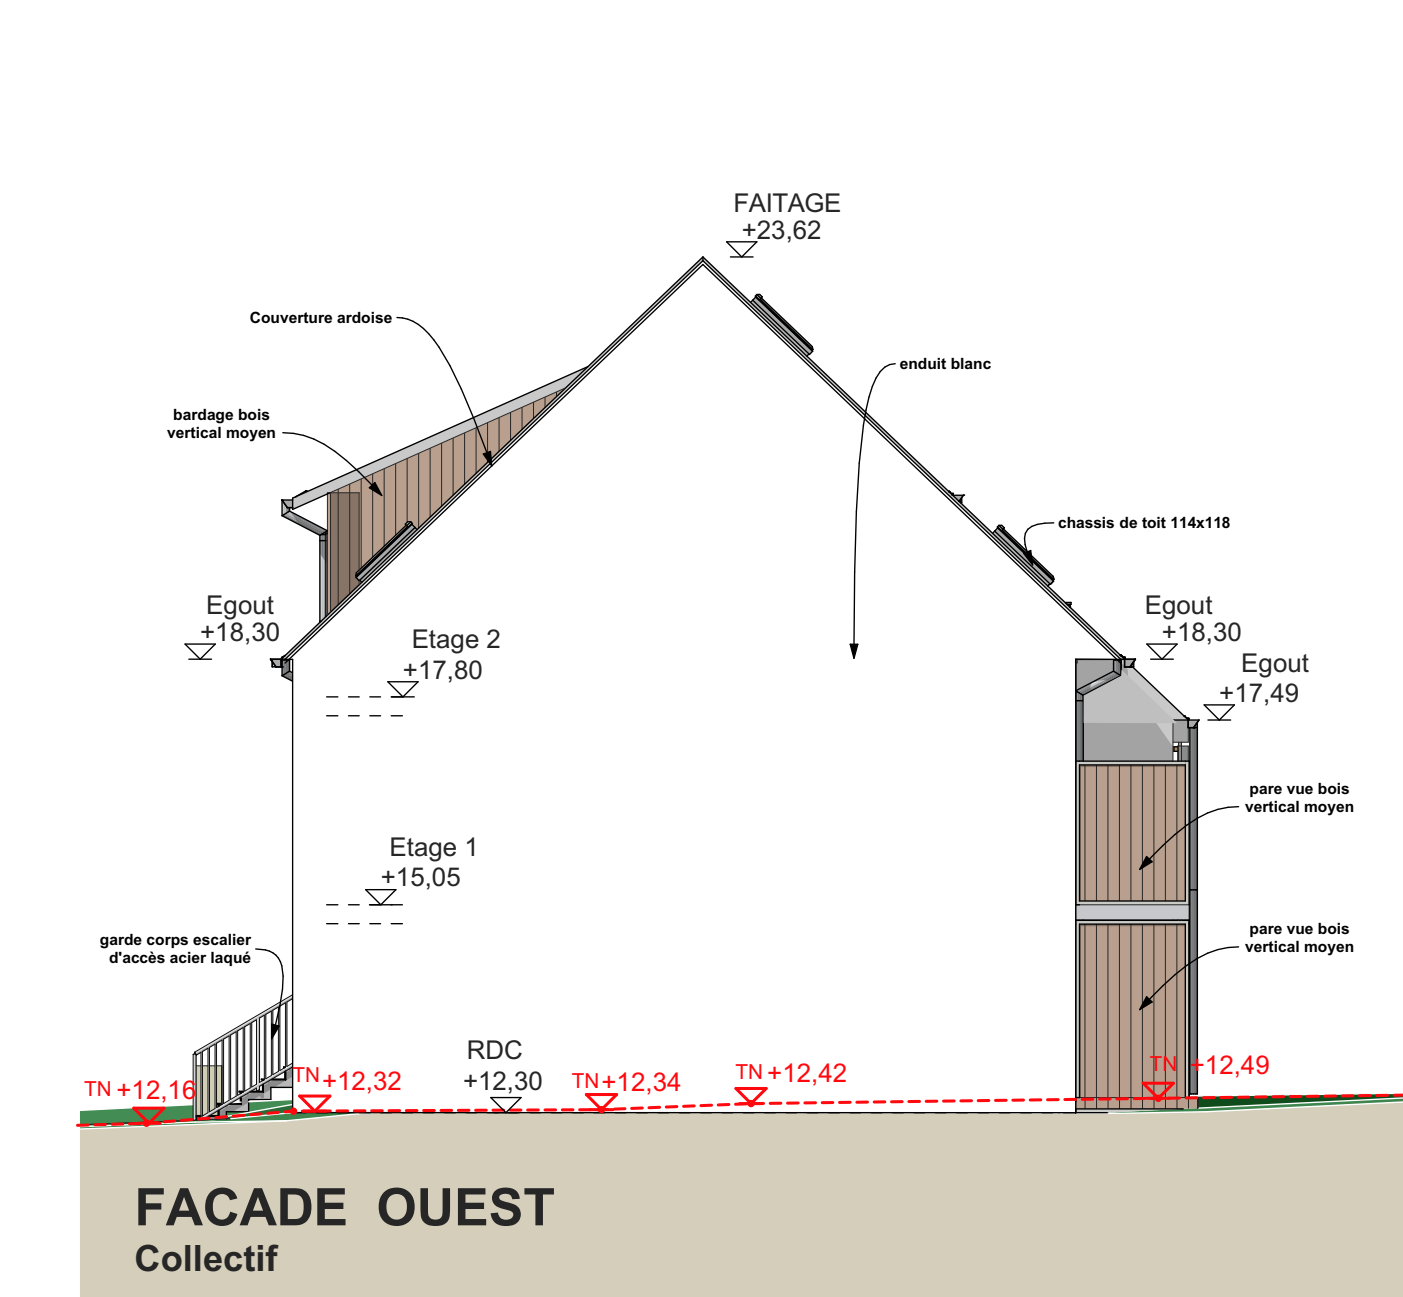 FAITAGE
+23,62
Couverture ardoise
enduit blanc
bardage bois
vertical moyen
chassis de toit 114x118
Egout
+18,30
Etage 2
+17,80
Egout
+18,30
Egout
+17,49
pare vue bois
vertical moyen
Etage 1
+15,05
garde corps escalier
d'accès acier laqué
pare vue bois
vertical moyen
RDC
+12,30
TN +12,16
TN +12,32
TN +12,34
TN +12,42
TN +12,49
FACADE OUEST
Collectif